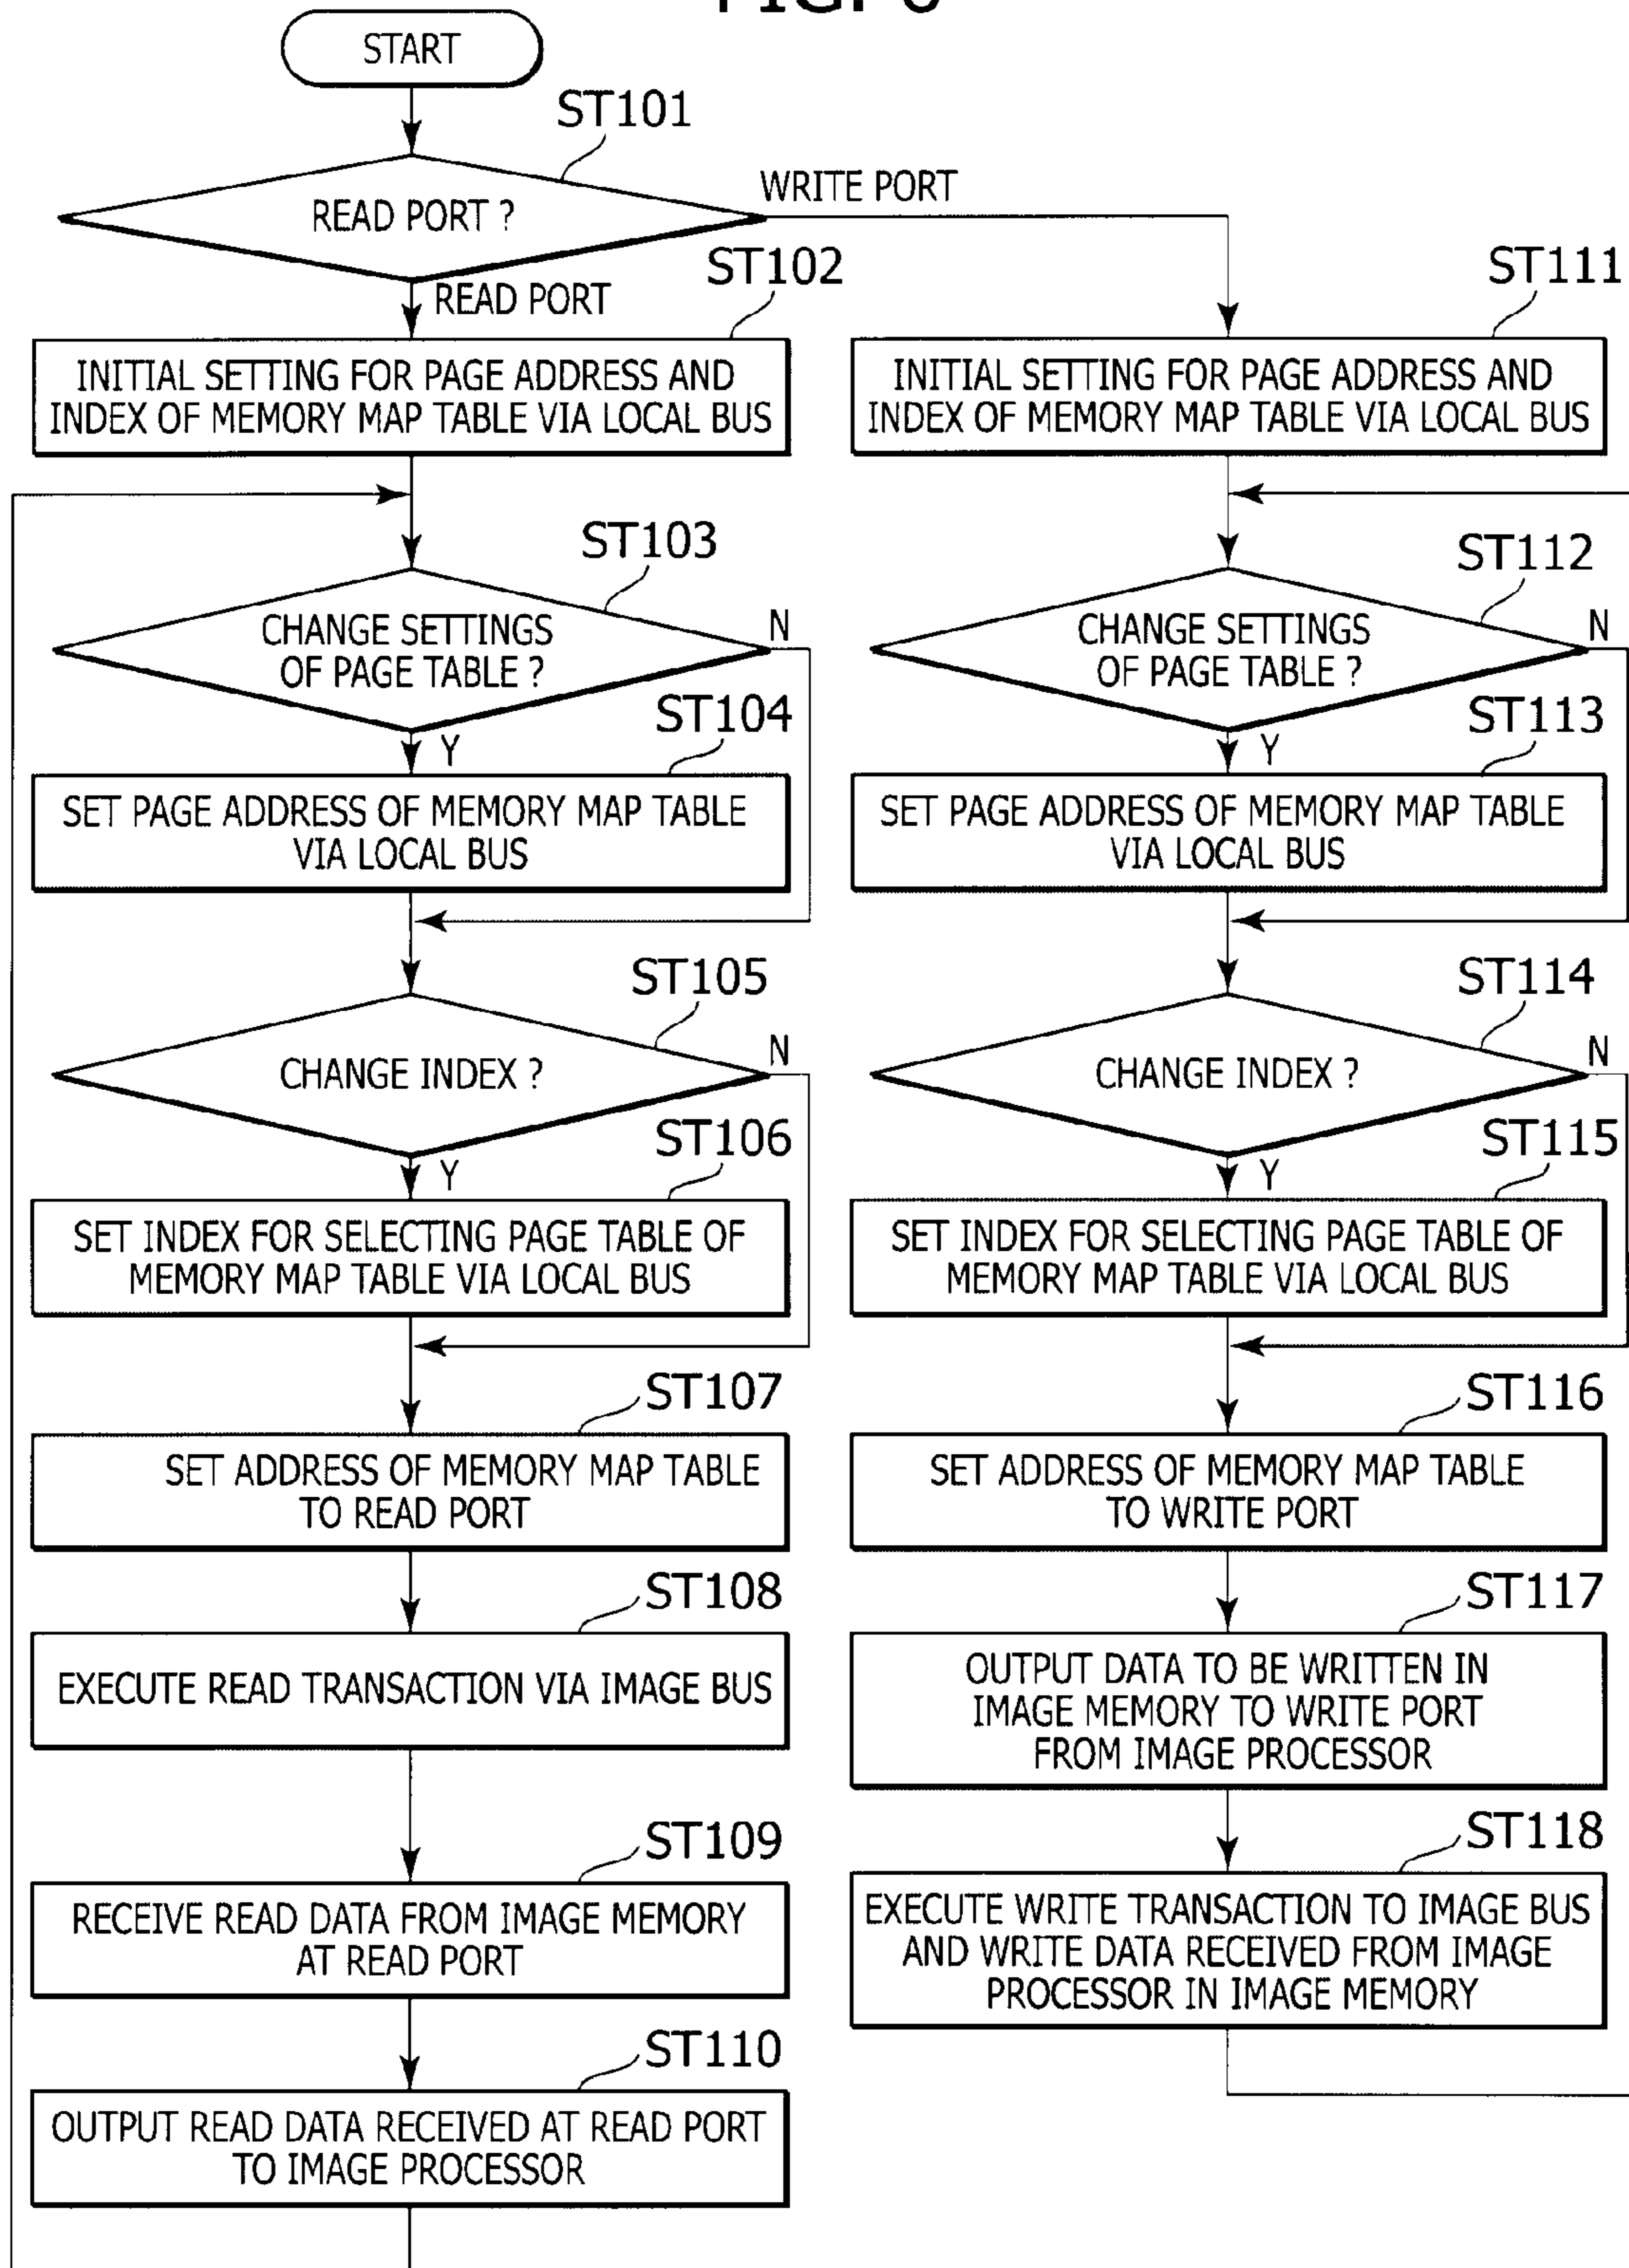 START
ST101
READ PORT ?
WRITE PORT
READ PORT
ST102
INITIAL SETTING FOR PAGE ADDRESS AND
INDEX OF MEMORY MAP TABLE VIA LOCAL BUS
ST103
CHANGE SETTINGS
OF PAGE TABLE ?
N
Y
ST104
SET PAGE ADDRESS OF MEMORY MAP TABLE
VIA LOCAL BUS
ST105
CHANGE INDEX ?
N
Y
ST106
SET INDEX FOR SELECTING PAGE TABLE OF
MEMORY MAP TABLE VIA LOCAL BUS
ST107
SET ADDRESS OF MEMORY MAP TABLE
TO READ PORT
ST108
EXECUTE READ TRANSACTION VIA IMAGE BUS
ST109
RECEIVE READ DATA FROM IMAGE MEMORY
AT READ PORT
ST110
OUTPUT READ DATA RECEIVED AT READ PORT
TO IMAGE PROCESSOR
ST111
INITIAL SETTING FOR PAGE ADDRESS AND
INDEX OF MEMORY MAP TABLE VIA LOCAL BUS
ST112
CHANGE SETTINGS
OF PAGE TABLE ?
N
Y
ST113
SET PAGE ADDRESS OF MEMORY MAP TABLE
VIA LOCAL BUS
ST114
CHANGE INDEX ?
N
Y
ST115
SET INDEX FOR SELECTING PAGE TABLE OF
MEMORY MAP TABLE VIA LOCAL BUS
ST116
SET ADDRESS OF MEMORY MAP TABLE
TO WRITE PORT
ST117
OUTPUT DATA TO BE WRITTEN IN
IMAGE MEMORY TO WRITE PORT
FROM IMAGE PROCESSOR
ST118
EXECUTE WRITE TRANSACTION TO IMAGE BUS
AND WRITE DATA RECEIVED FROM IMAGE
PROCESSOR IN IMAGE MEMORY